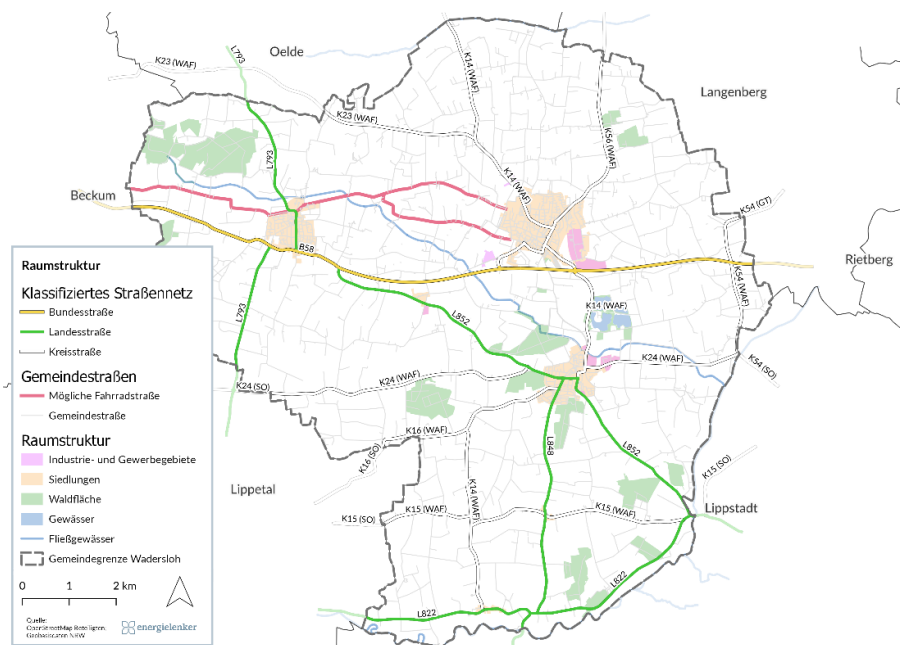 Oelde
L793
K23 (WAF)
K14 (WAF)
Langenberg
K23 (WAF)
K56 (WAF)
L793
K14 (WAF)
Beckum
K54 (GT)
B58
Rietberg
K54 (WAF)
K14 (WAF)
L793
L852
K24 (WAF)
K54 (SO)
K24 (SO)
K24 (WAF)
K16 (WAF)
L848
L852
K16 (SO)
K15 (SO)
Lippetal
K14 (WAF)
Lippstadt
K15 (SO)
K15 (WAF)
K15 (WAF)
L822
L822
Raumstruktur
Klassifiziertes Straßennetz
Bundesstraße
Landesstraße
Kreisstraße
Gemeindestraßen
Mögliche Fahrradstraße
Gemeindestraße
Raumstruktur
Industrie- und Gewerbegebiete
Siedlungen
Waldfläche
Gewässer
Fließgewässer
Gemeindegrenze Wadersloh
0 1 2 km
Quelle:
OpenStreetMap Beteiligten,
Geobasisdaten NRW
energielenker